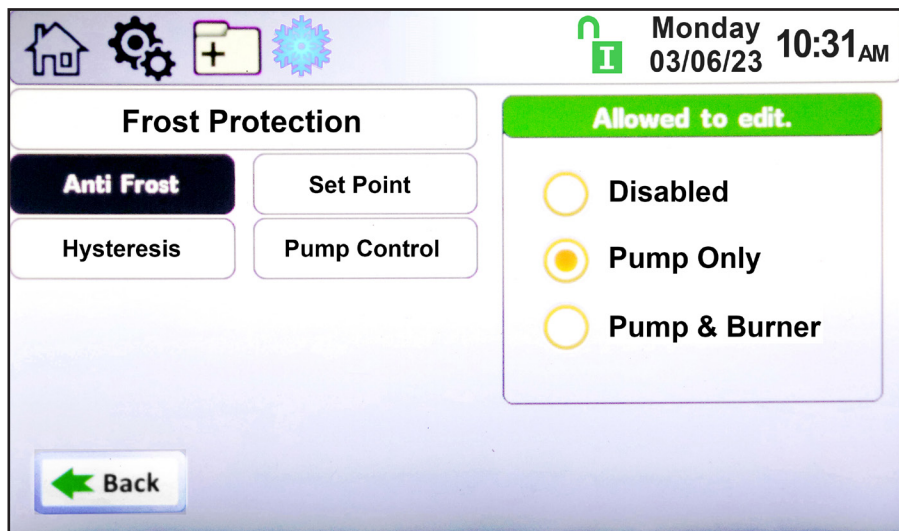 Monday
03/06/23
10:31AM
I
Frost Protection
Anti Frost
Set Point
Hysteresis
Pump Control
Allowed to edit.
Disabled
Pump Only
Pump & Burner
Back